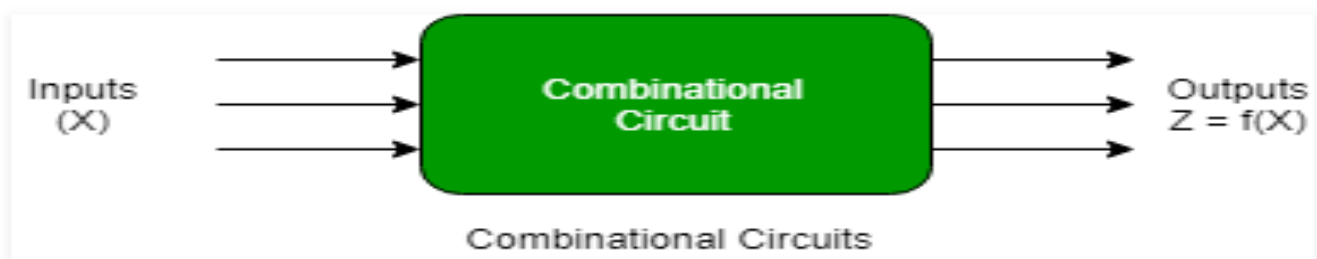 Inputs
(X)
Combinational
Circuit
Outputs
Z = f(X)
Combinational Circuits